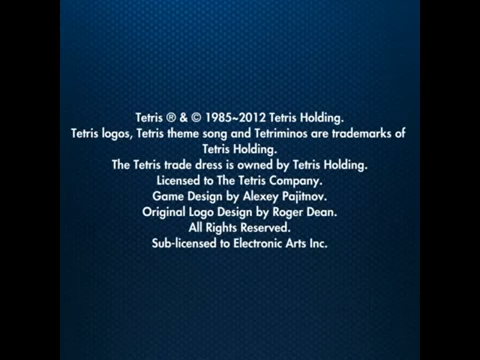 Tetris ® & © 1985~2012 Tetris Holding.
Tetris logos, Tetris theme song and Tetriminos are trademarks of
Tetris Holding.
The Tetris trade dress is owned by Tetris Holding.
Licensed to The Tetris Company.
Game Design by Alexey Pajitnov.
Original Logo Design by Roger Dean.
All Rights Reserved.
Sub-licensed to Electronic Arts Inc.